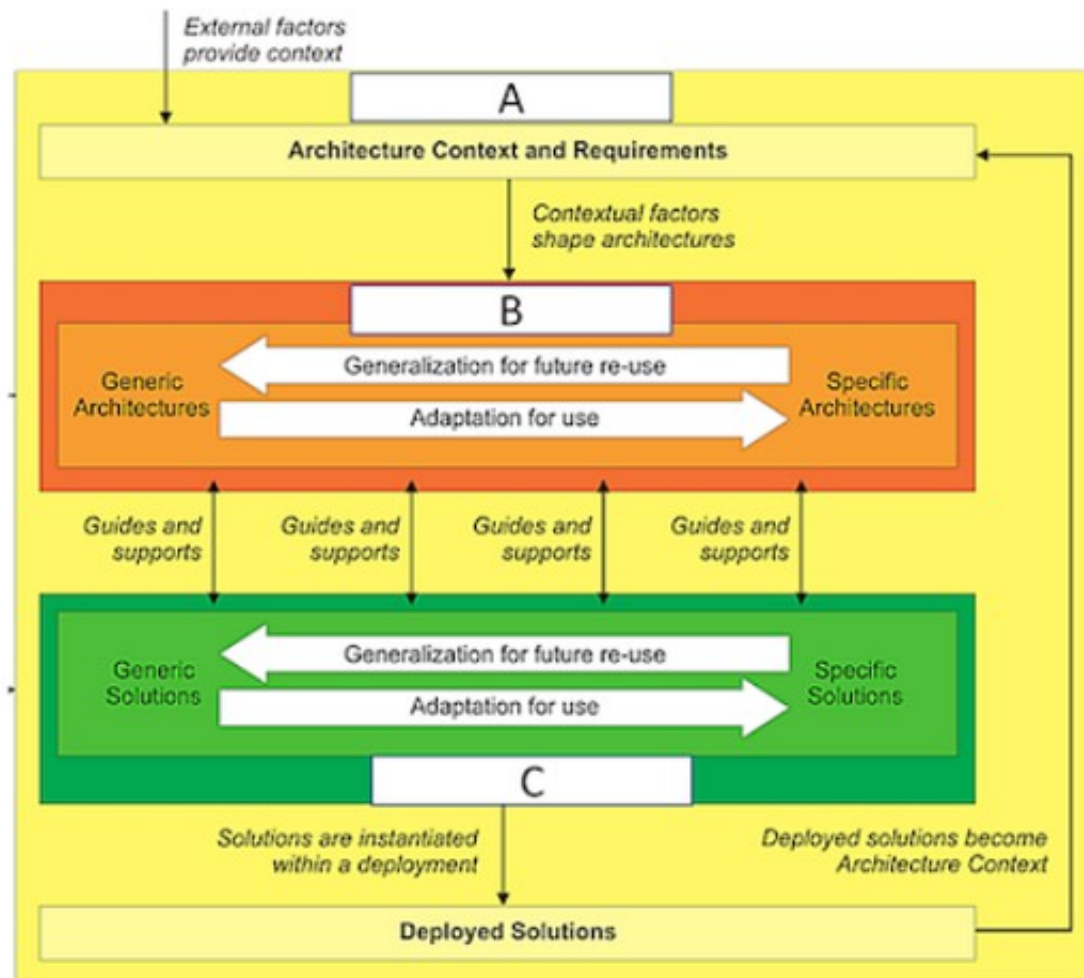 External factors
provide context
A
Architecture Context and Requirements
Contextual factors
shape architectures
B
Generalization for future re-use
Generic
Architectures
Specific
Architectures
Adaptation for use
Guides and
supports
Guides and
supports
Guides and
supports
Guides and
supports
Generalization for future re-use
Generic
Solutions
Specific
Solutions
Adaptation for use
C
Solutions are instantiated
within a deployment
Deployed solutions become
Architecture Context
Deployed Solutions